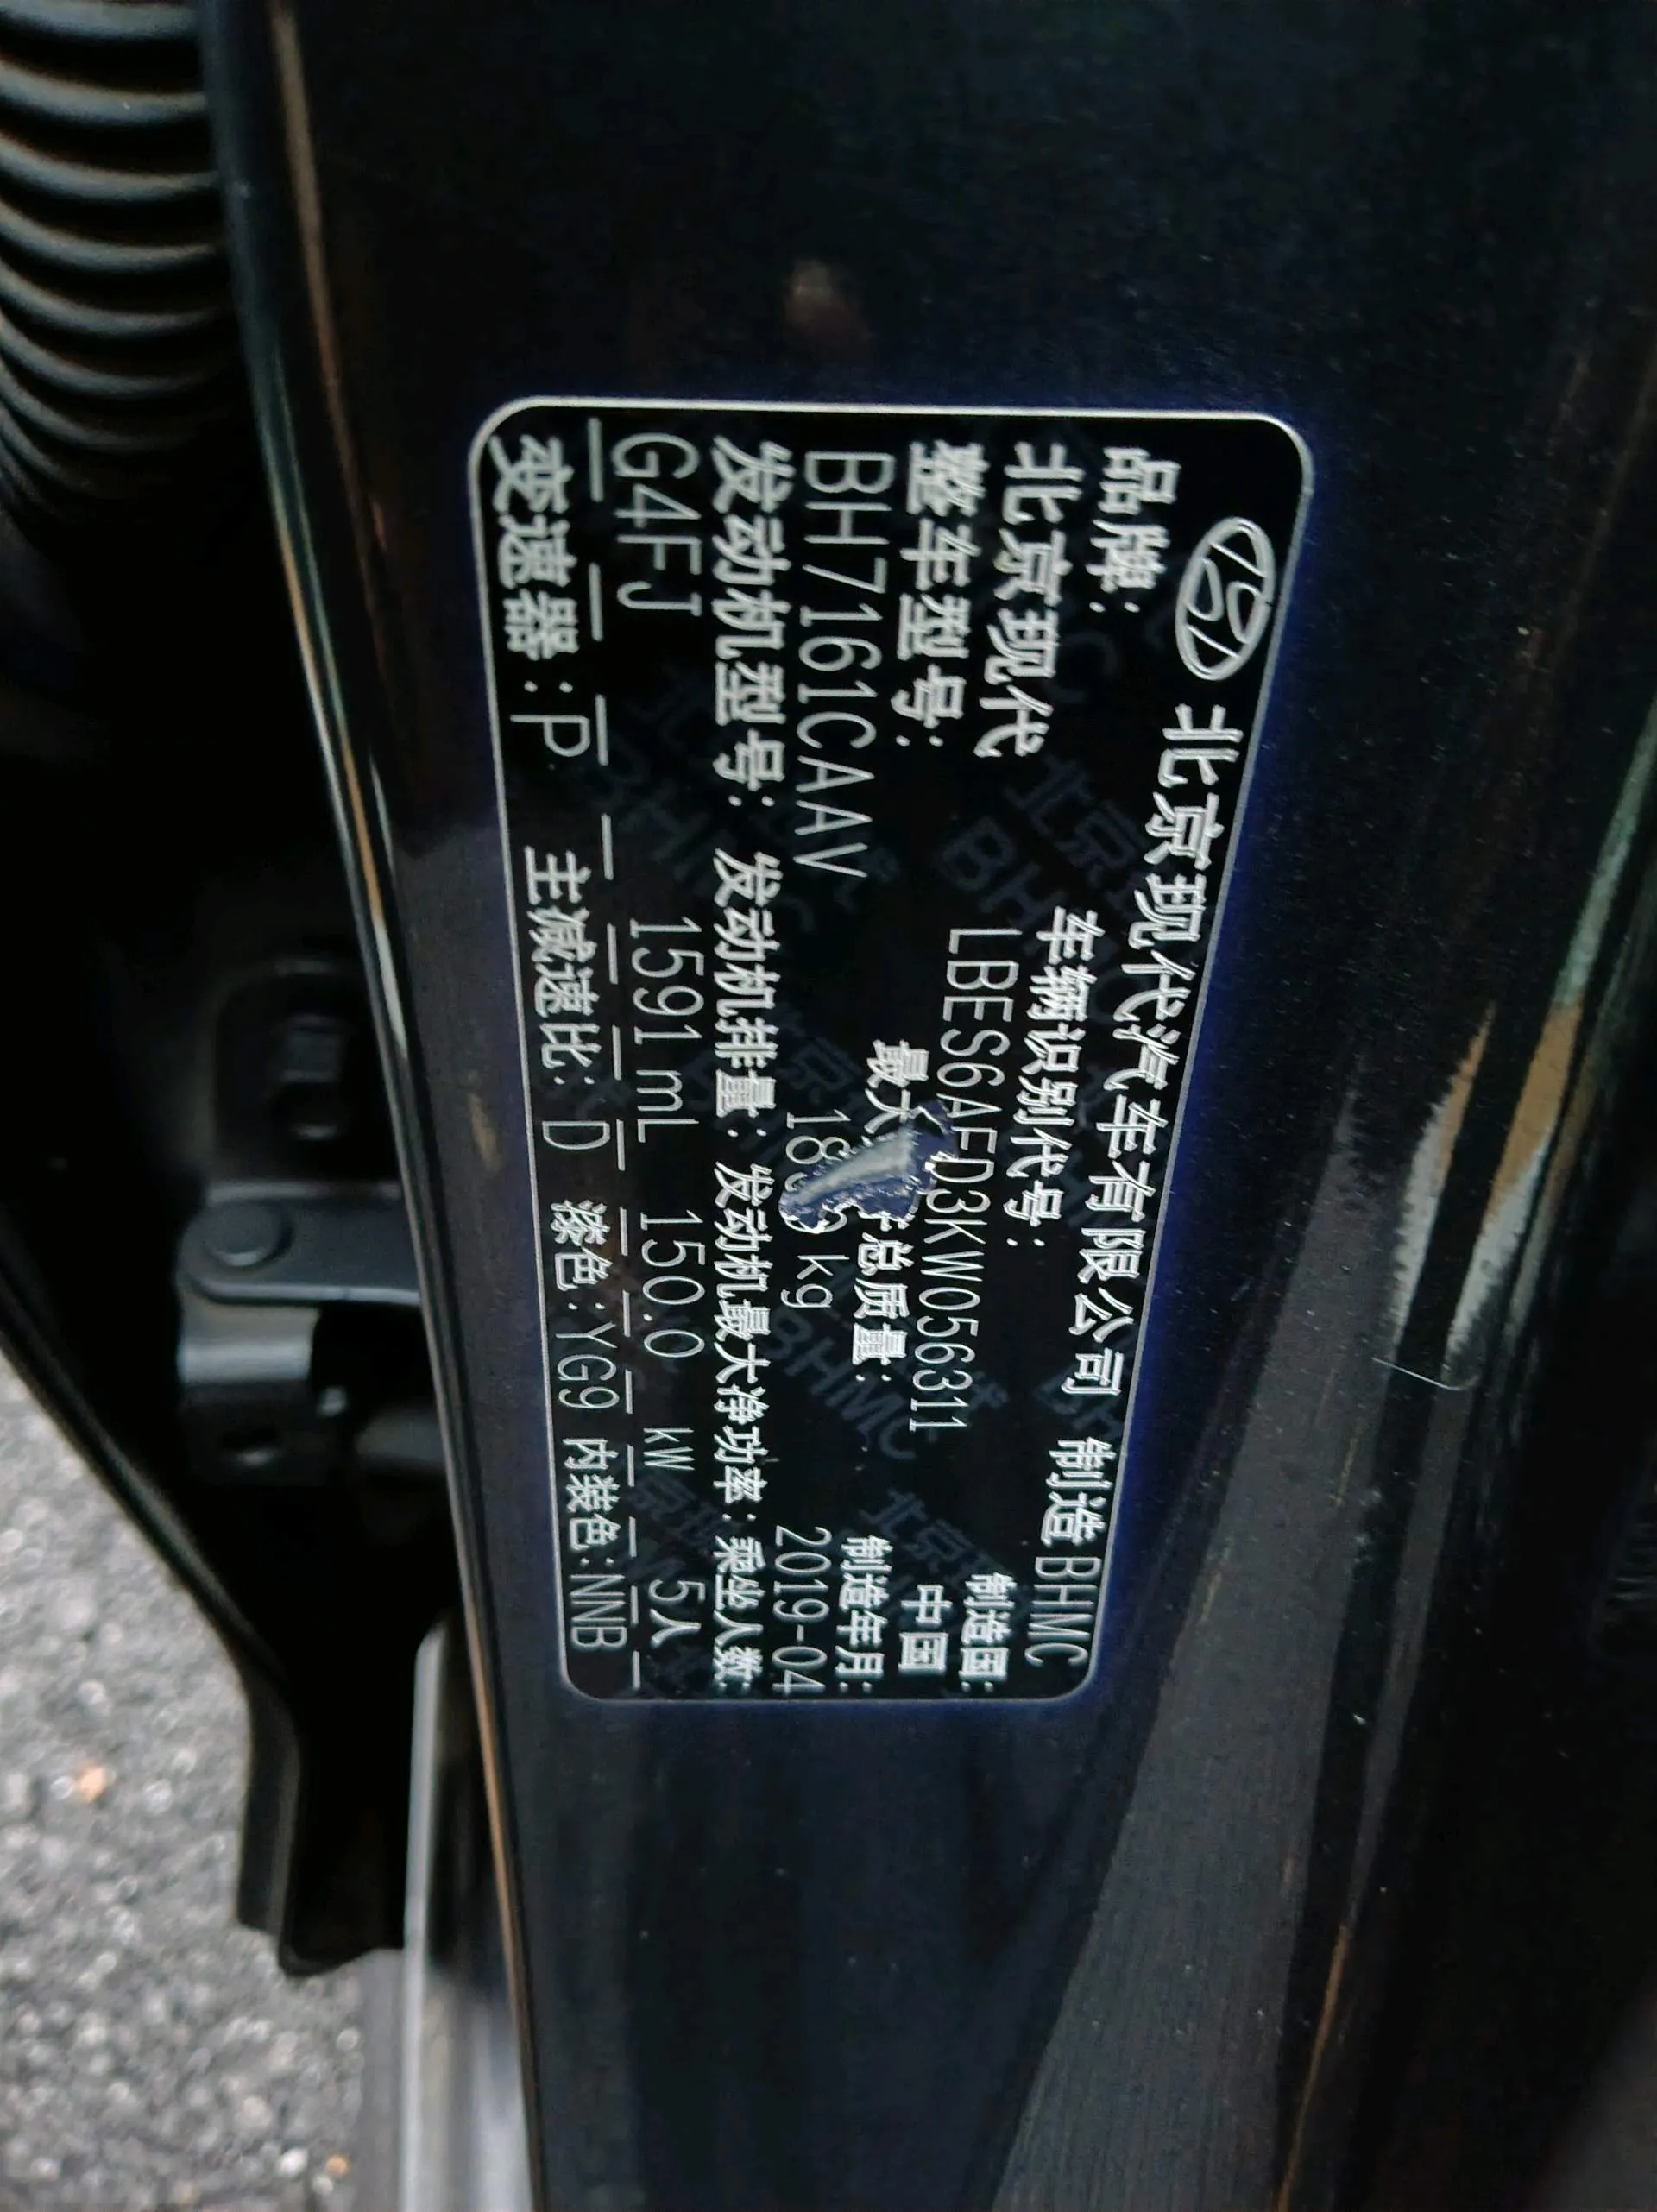 北京现代汽车有限公司 制造 BHMC
品牌: 车辆识别代号: 制造国:
北京现代 LBES6AFD3KW056311 中国
整车型号: 最大 总质量: 制造年月:
BH7161CAAV kg 2019-04
发动机型号: 发动机排量: 发动机最大净功率: 乘坐人数:
G4FJ 1591 mL 150.0 kW 5人
变速器:P 主减速比:D 漆色:YG9 内装色:NNB